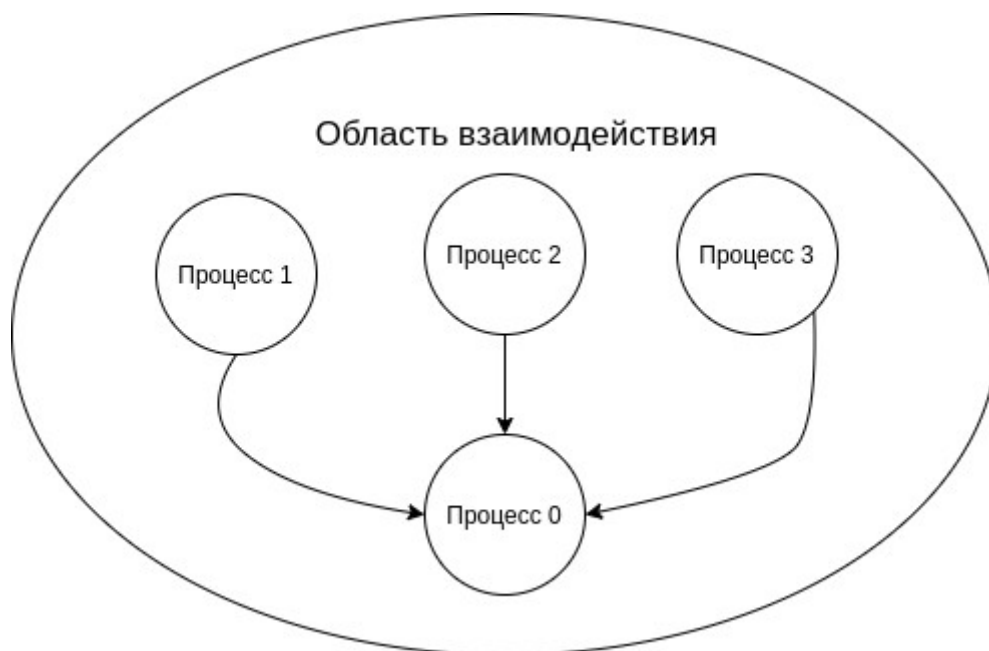 Область взаимодействия
Процесс 1
Процесс 2
Процесс 3
Процесс 0